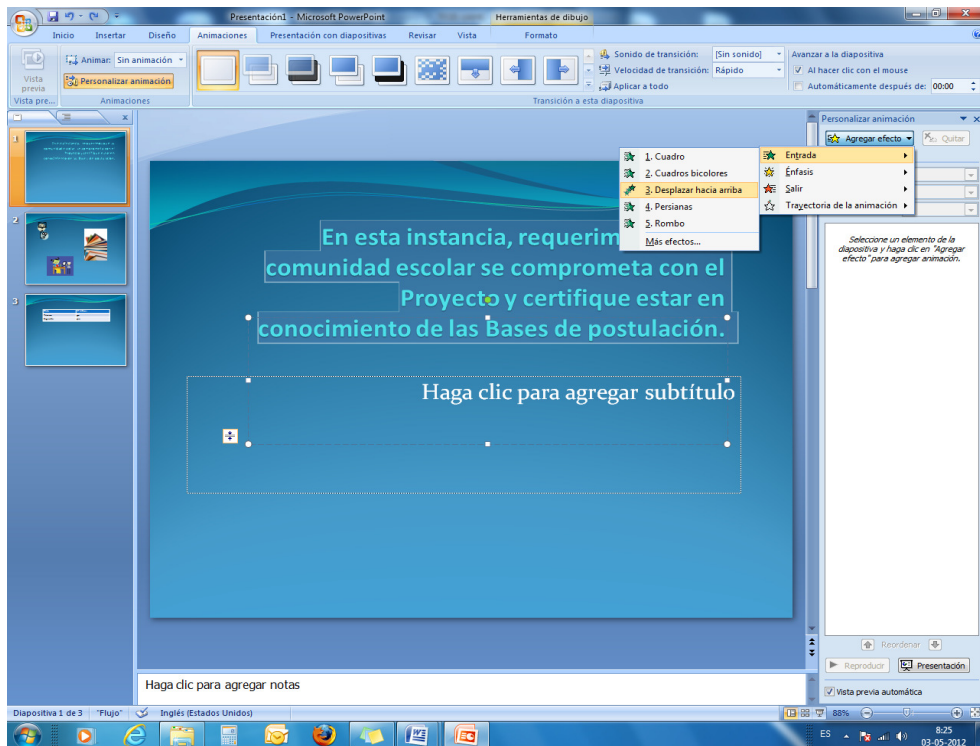 Presentación1 - Microsoft PowerPoint
Herramientas de dibujo
Inicio Insertar Diseño Animaciones Presentación con diapositivas Revisar Vista Formato
Vista previa
Animar: Sin animación
Personalizar animación
Sonido de transición: [Sin sonido]
Velocidad de transición: Rápido
Aplicar a todo
Avanzar a la diapositiva
Al hacer clic con el mouse
Automáticamente después de: 00:00
Vista pre...
Animaciones
Transición a esta diapositiva
1
2
3
En esta instancia, requerim
comunidad escolar se comprometa con el
Proyecto y certifique estar en
conocimiento de las Bases de postulación.
Haga clic para agregar subtítulo
1. Cuadro
2. Cuadros bicolores
3. Desplazar hacia arriba
4. Persianas
5. Rombo
Más efectos...
Personalizar animación
Agregar efecto
Quitar
Entrada
Énfasis
Salir
Trayectoria de la animación
Seleccione un elemento de la
diapositiva y haga clic en "Agregar
efecto" para agregar animación.
Reordenar
Reproducir
Presentación
Vista previa automática
Haga clic para agregar notas
Diapositiva 1 de 3 "Flujo" Inglés (Estados Unidos) 88%
ES
8:25
03-05-2012